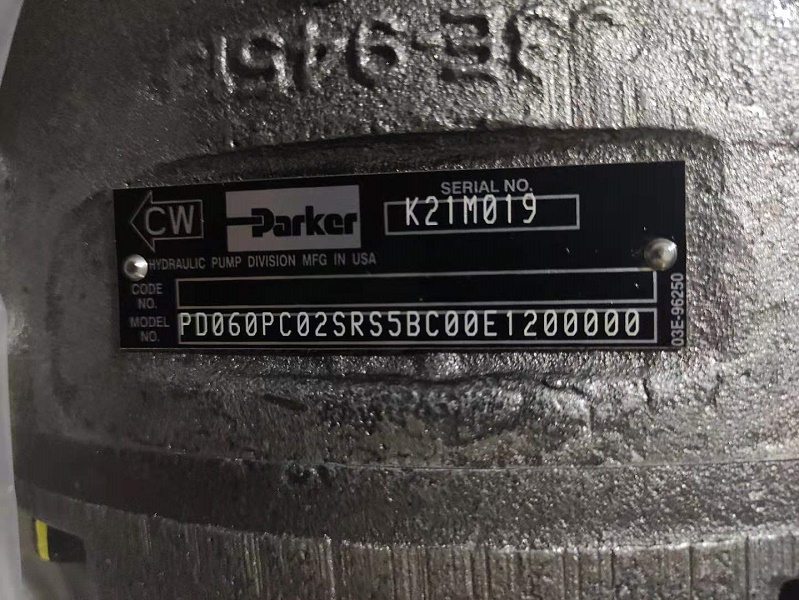 CW
Parker
SERIAL NO.
K21M019
HYDRAULIC PUMP DIVISION MFG IN USA
CODE NO.
MODEL NO.
PD060PC02SRS5BC00E1200000
03E-96250